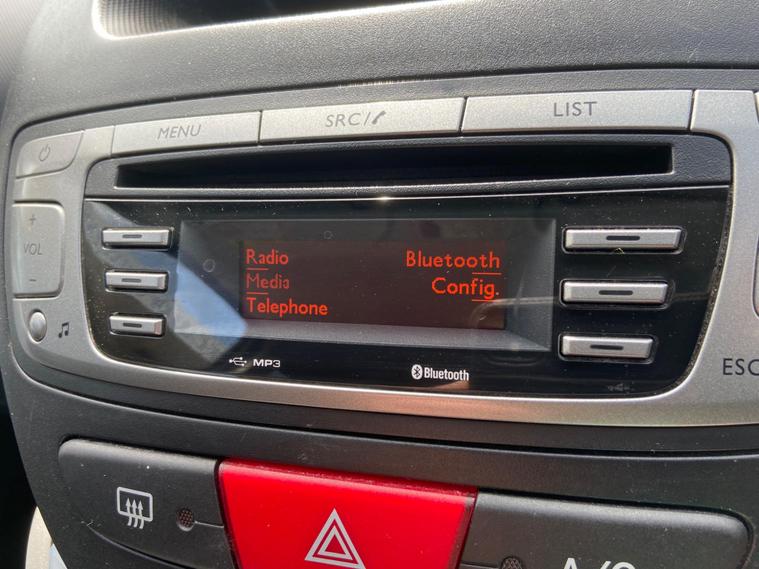 MENU
SRC/
LIST
+
VOL
-
Radio
Bluetooth
Media
Config.
Telephone
MP3
Bluetooth
ESC